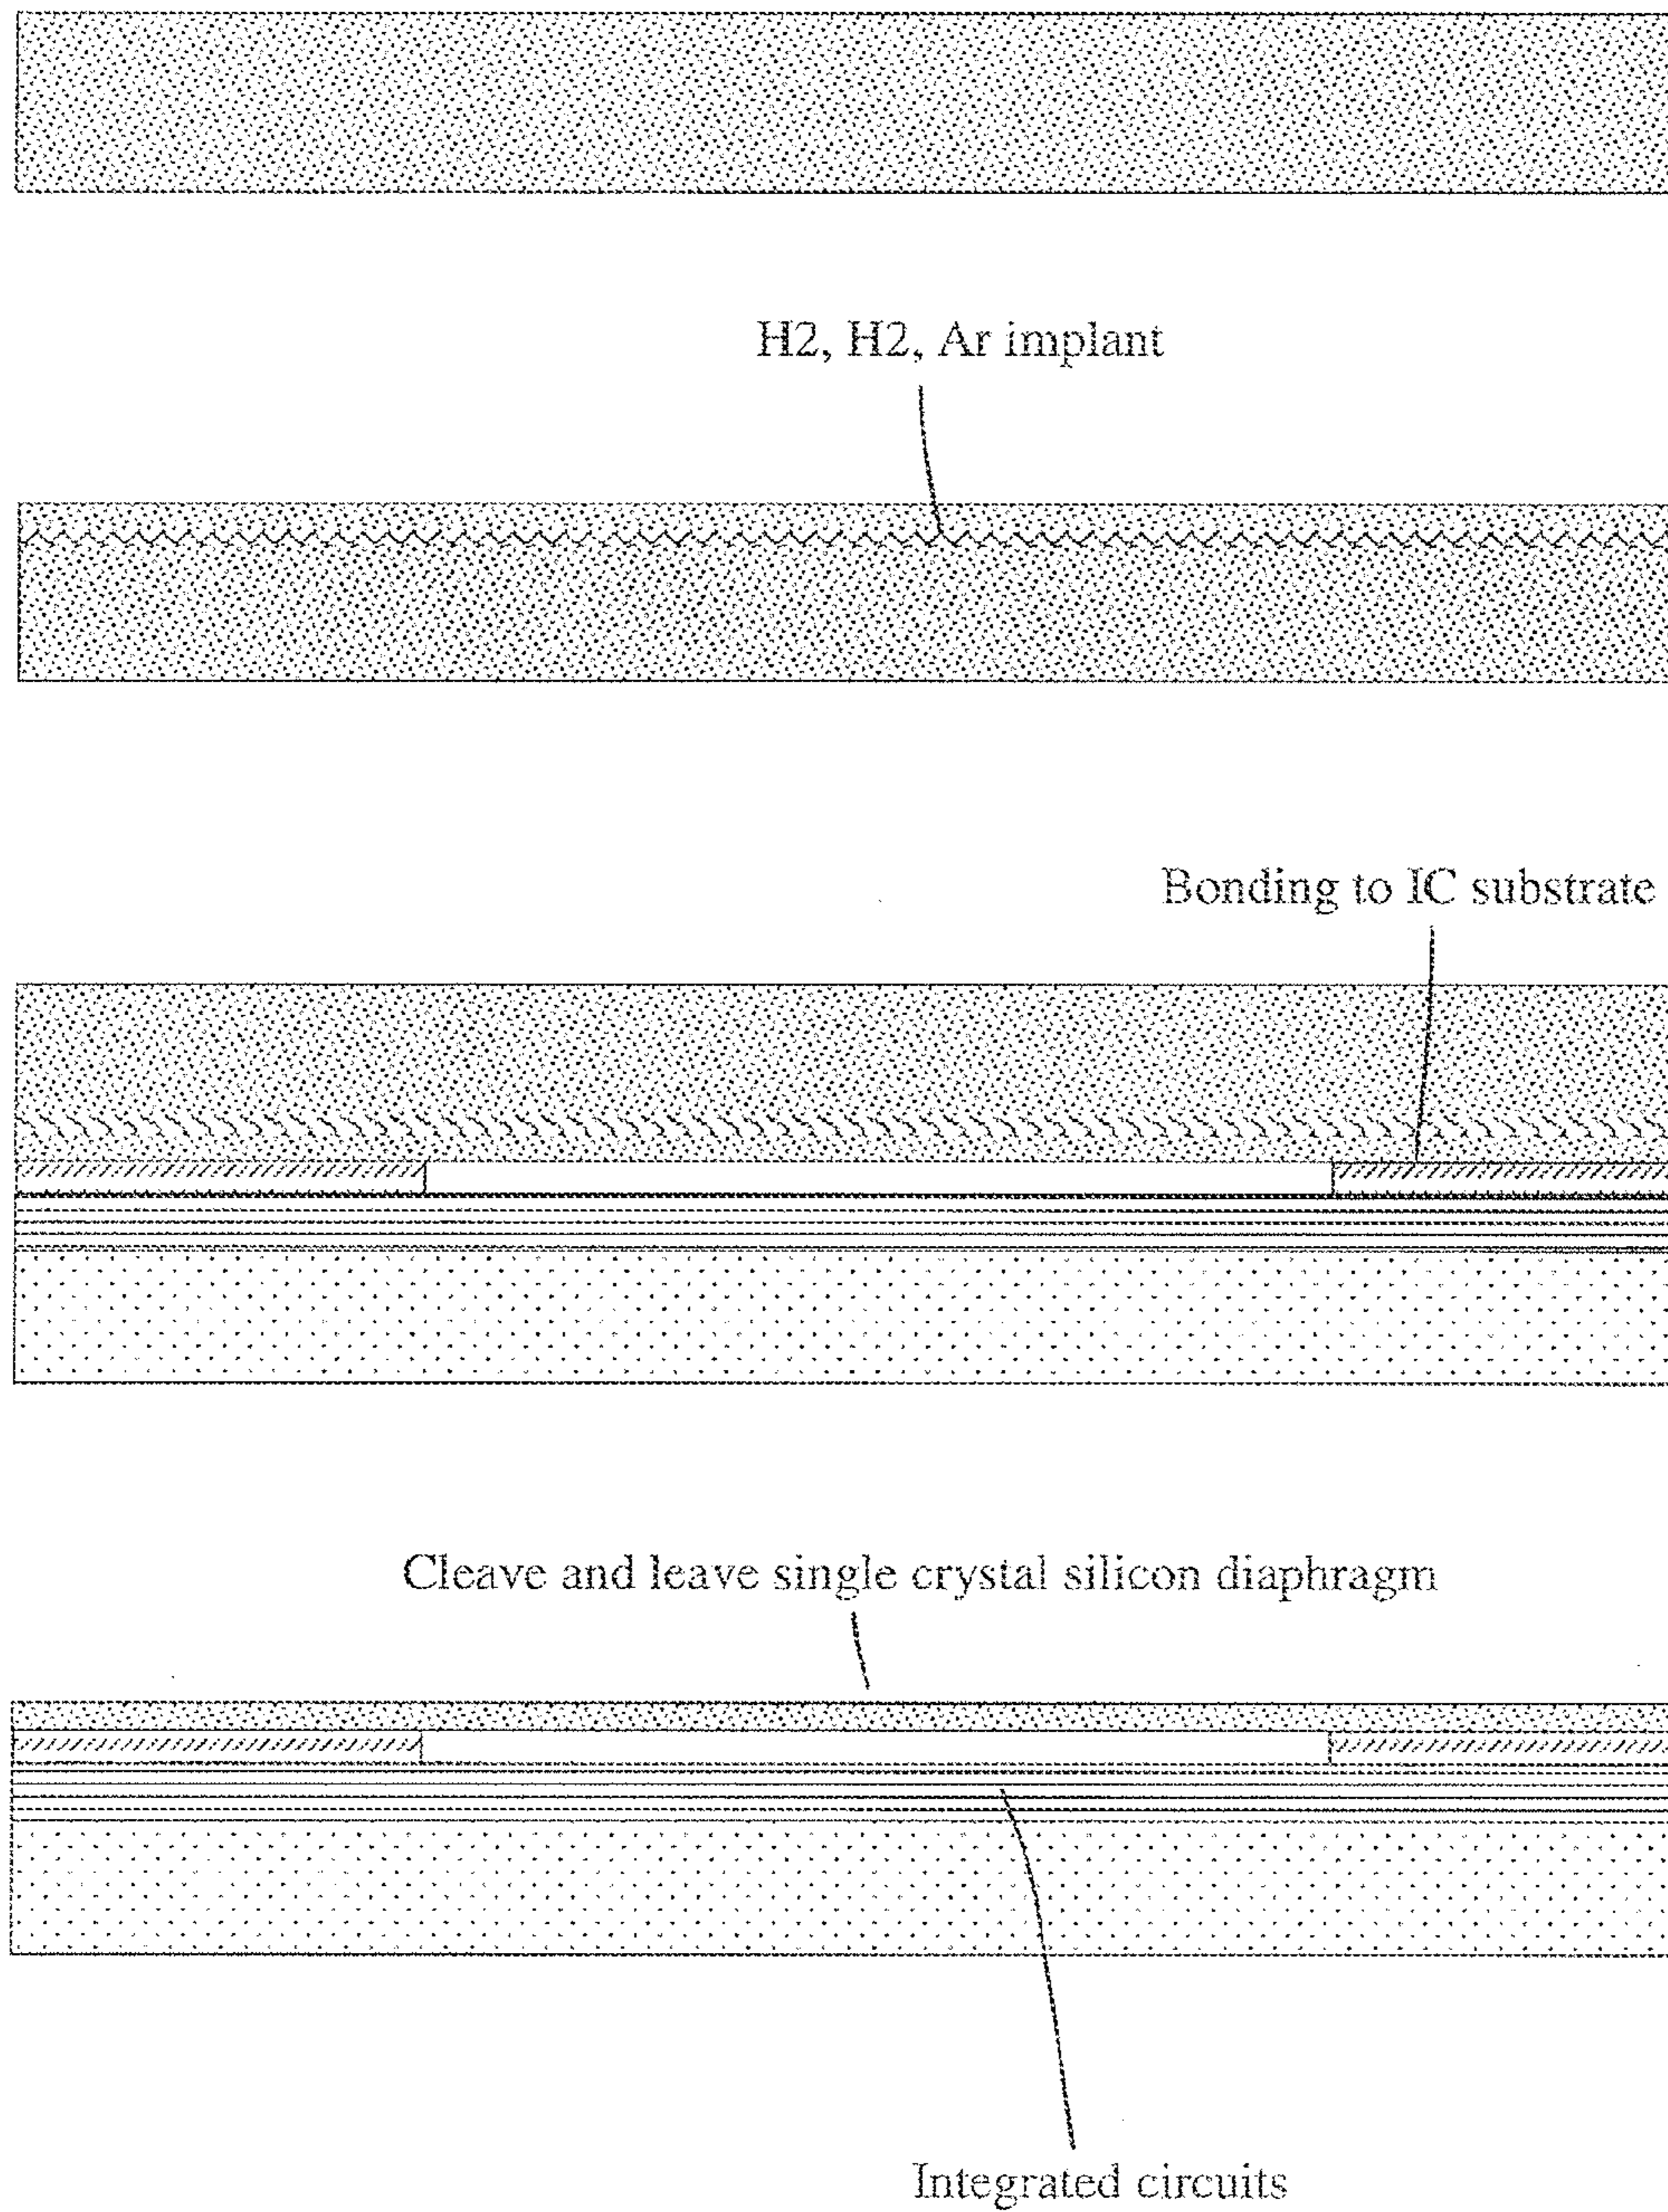 H2, H2, Ar implant
Bonding to IC substrate
Cleave and leave single crystal silicon diaphragm
Integrated circuits